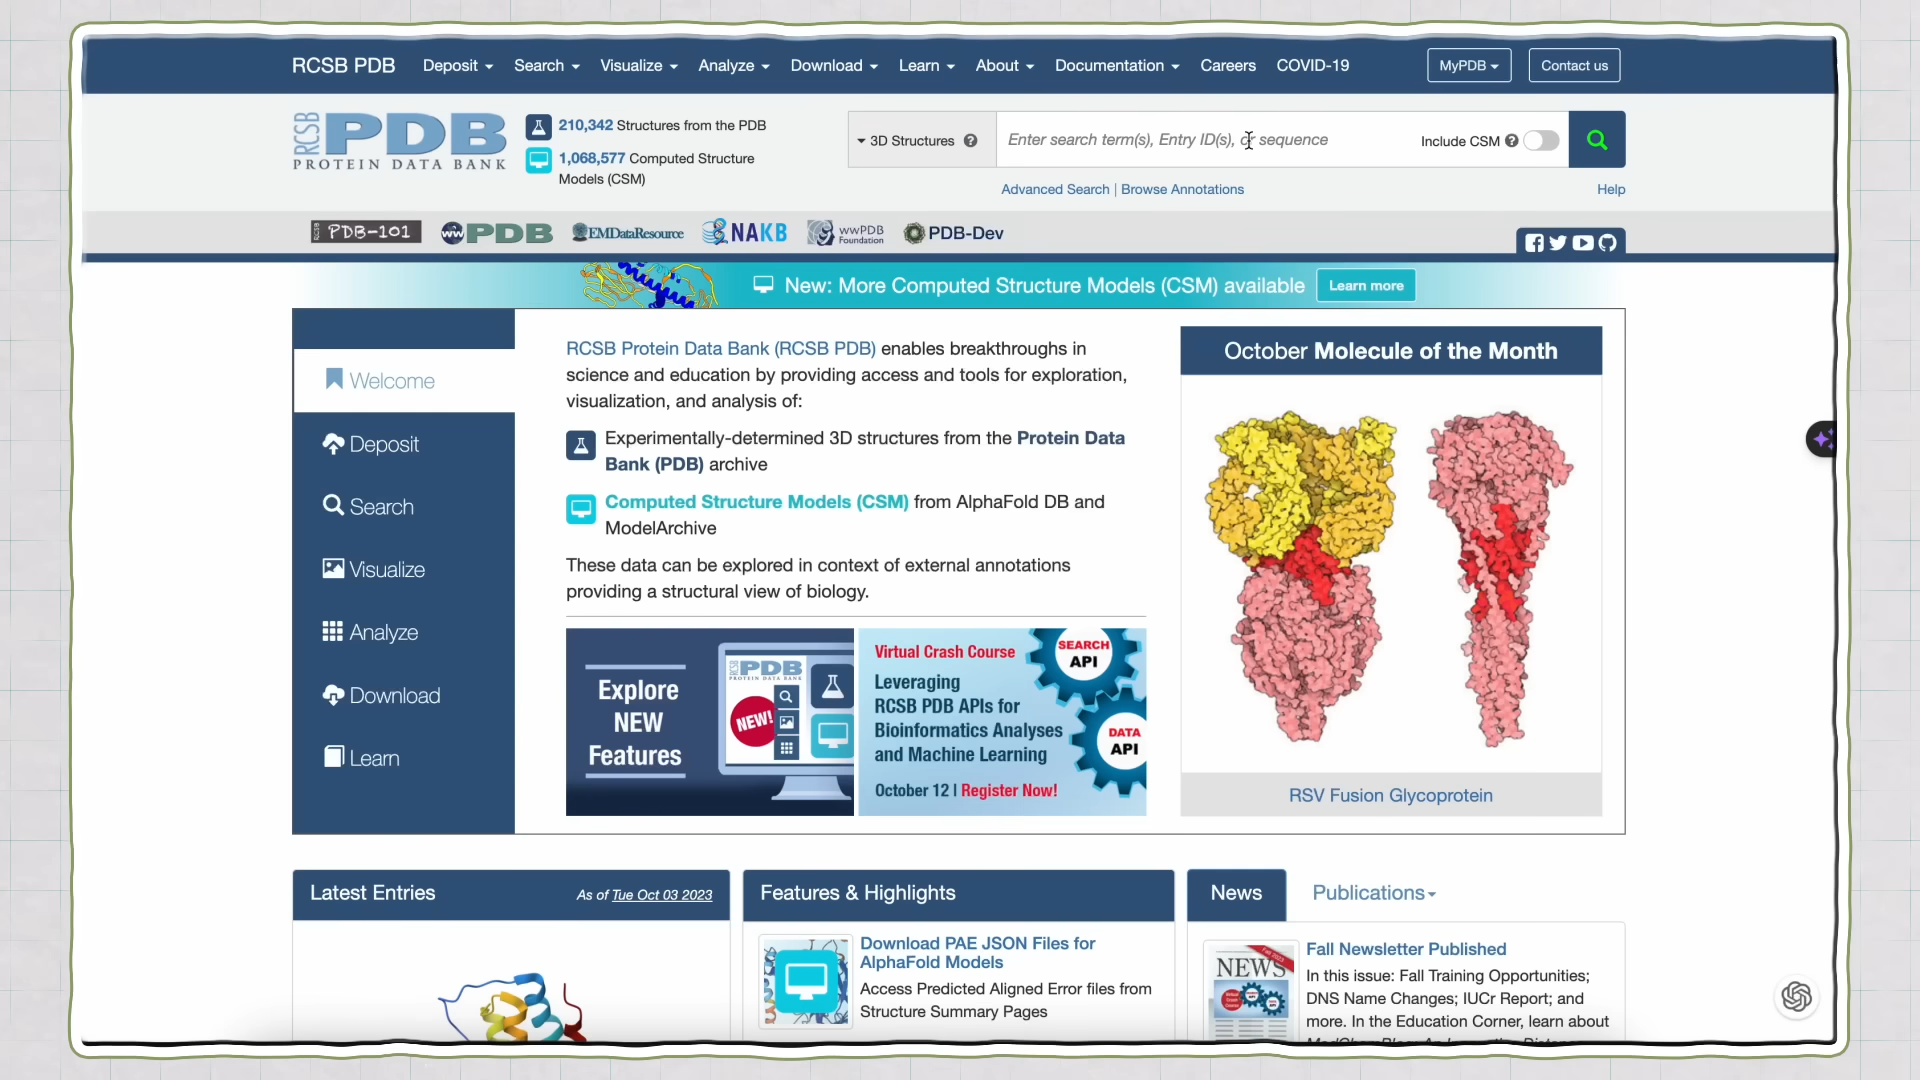 RCSB PDB Deposit Search Visualize Analyze Download Learn About Documentation Careers COVID-19 MyPDB Contact us
RCSB PDB
PROTEIN DATA BANK
210,342 Structures from the PDB
1,068,577 Computed Structure
Models (CSM)
3D Structures ? Enter search term(s), Entry ID(s), or sequence Include CSM ?
Advanced Search | Browse Annotations Help
RCSB PDB-101 wwPDB EMDataResource NAKB wwPDB Foundation PDB-Dev
New: More Computed Structure Models (CSM) available Learn more
Welcome
Deposit
Search
Visualize
Analyze
Download
Learn
RCSB Protein Data Bank (RCSB PDB) enables breakthroughs in
science and education by providing access and tools for exploration,
visualization, and analysis of:
Experimentally-determined 3D structures from the Protein Data
Bank (PDB) archive
Computed Structure Models (CSM) from AlphaFold DB and
ModelArchive
These data can be explored in context of external annotations
providing a structural view of biology.
Explore
NEW
Features
PDB
PROTEIN DATA BANK
NEW!
Virtual Crash Course
Leveraging
RCSB PDB APIs for
Bioinformatics Analyses
and Machine Learning
October 12 | Register Now!
SEARCH
API
DATA
API
October Molecule of the Month
RSV Fusion Glycoprotein
Latest Entries As of Tue Oct 03 2023
Features & Highlights
Download PAE JSON Files for
AlphaFold Models
Access Predicted Aligned Error files from
Structure Summary Pages
News Publications
NEWS
Fall Newsletter Published
In this issue: Fall Training Opportunities;
DNS Name Changes; IUCr Report; and
more. In the Education Corner, learn about